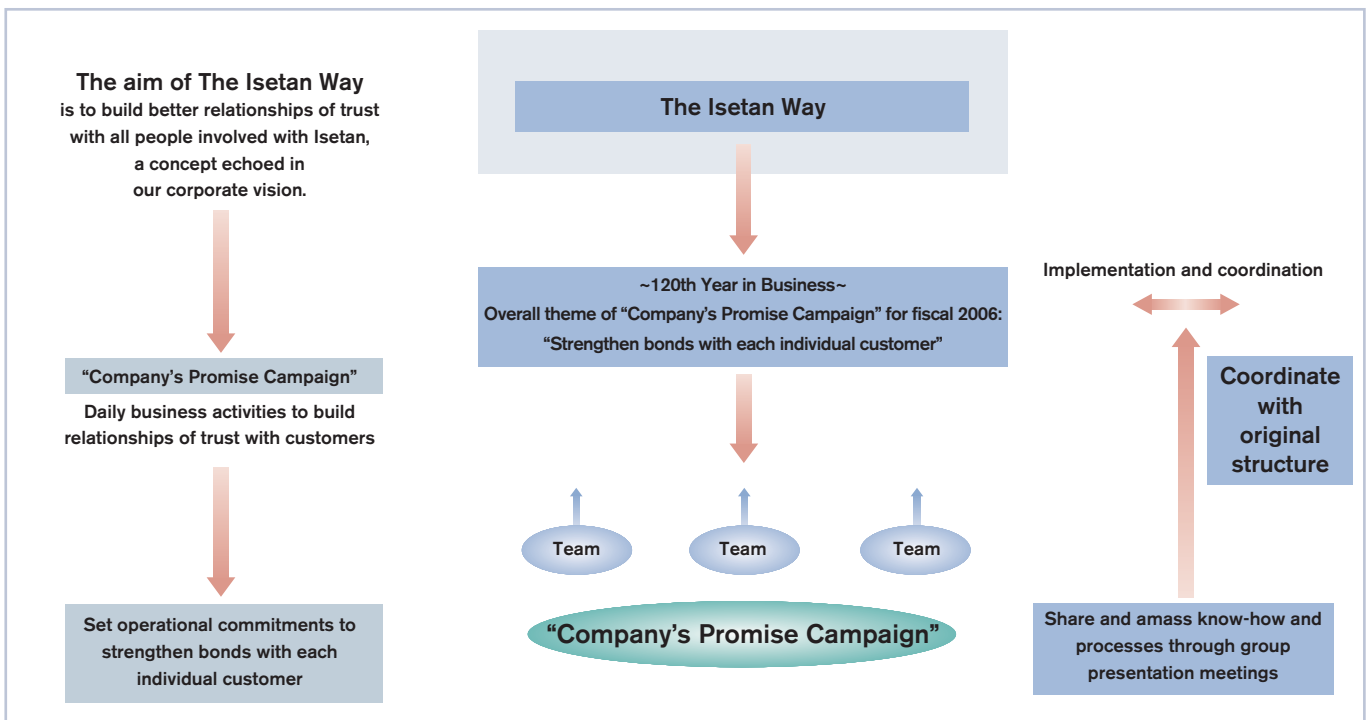 The aim of The Isetan Way
is to build better relationships of trust
with all people involved with Isetan,
a concept echoed in
our corporate vision.
“Company’s Promise Campaign”
Daily business activities to build
relationships of trust with customers
Set operational commitments to
strengthen bonds with each
individual customer
The Isetan Way
~120th Year in Business~
Overall theme of “Company’s Promise Campaign” for fiscal 2006:
“Strengthen bonds with each individual customer”
Team
Team
Team
“Company’s Promise Campaign”
Implementation and coordination
Coordinate
with
original
structure
Share and amass know-how and
processes through group
presentation meetings